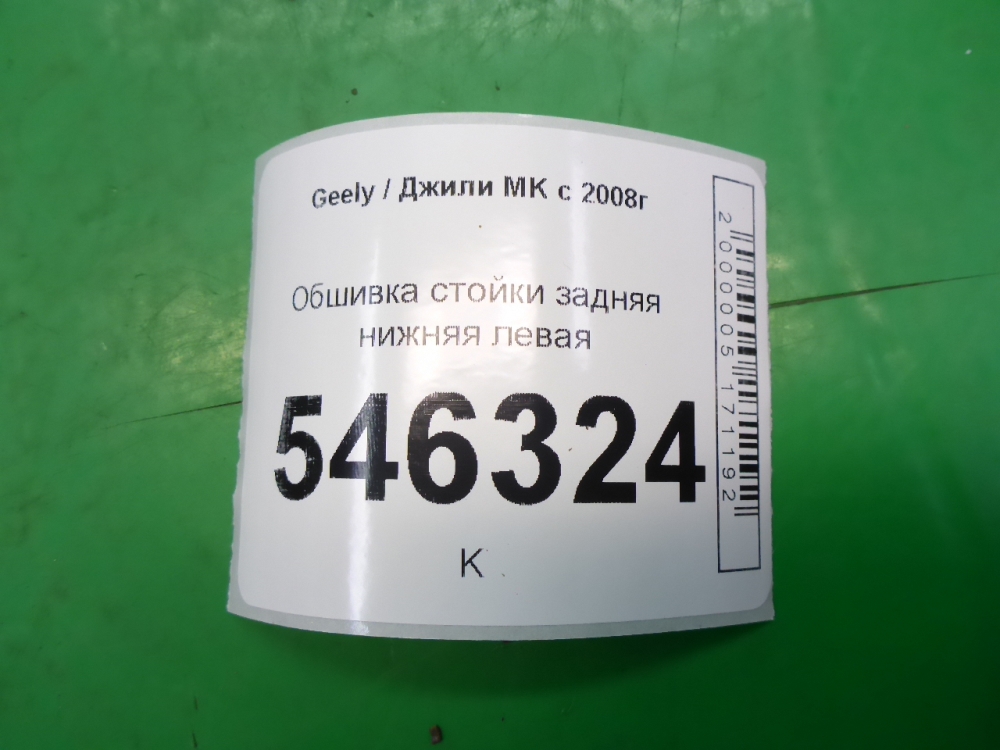 Geely / Джили МК с 2008г
Обшивка стойки задняя
нижняя левая
546324
К
2000005171192